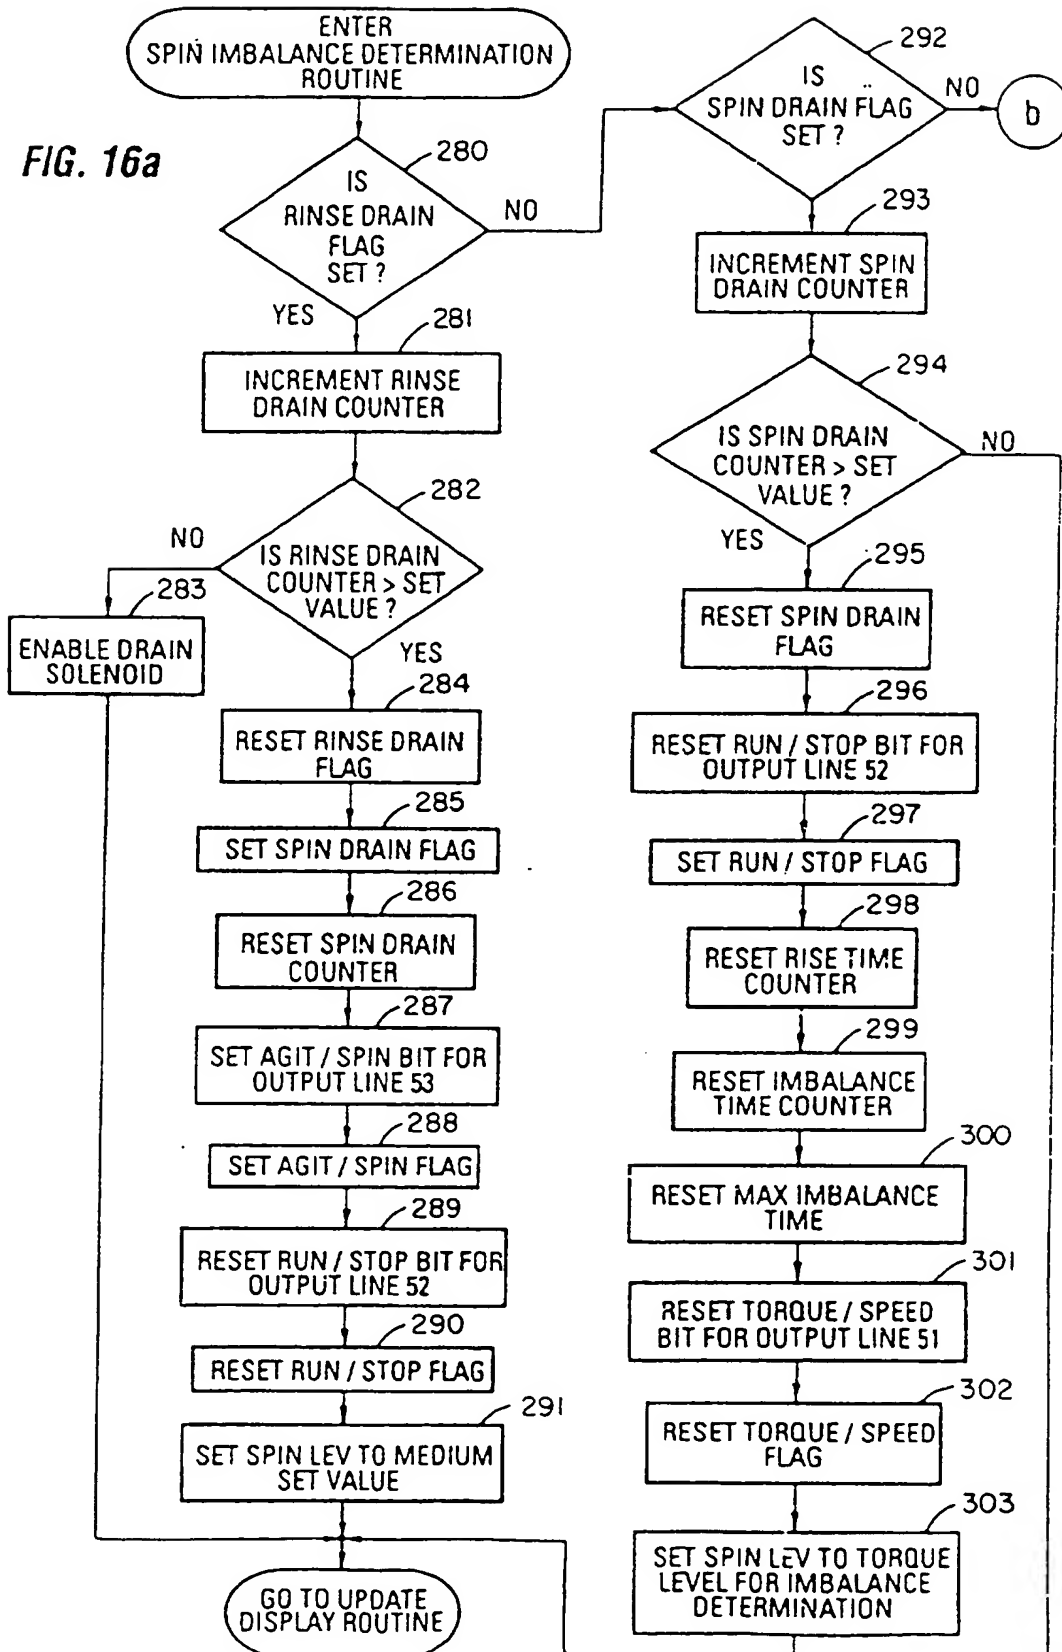 FIG. 16a
ENTER
SPIN IMBALANCE DETERMINATION
ROUTINE
280
IS
RINSE DRAIN
FLAG
SET ?
NO
YES
281
INCREMENT RINSE
DRAIN COUNTER
282
IS RINSE DRAIN
COUNTER > SET
VALUE ?
NO
283
ENABLE DRAIN
SOLENOID
YES
284
RESET RINSE DRAIN
FLAG
285
SET SPIN DRAIN FLAG
286
RESET SPIN DRAIN
COUNTER
287
SET AGIT / SPIN BIT FOR
OUTPUT LINE 53
288
SET AGIT / SPIN FLAG
289
RESET RUN / STOP BIT FOR
OUTPUT LINE 52
290
RESET RUN / STOP FLAG
291
SET SPIN LEV TO MEDIUM
SET VALUE
GO TO UPDATE
DISPLAY ROUTINE
292
IS
SPIN DRAIN FLAG
SET ?
NO
b
293
INCREMENT SPIN
DRAIN COUNTER
294
IS SPIN DRAIN
COUNTER > SET
VALUE ?
NO
YES
295
RESET SPIN DRAIN
FLAG
296
RESET RUN / STOP BIT FOR
OUTPUT LINE 52
297
SET RUN / STOP FLAG
298
RESET RISE TIME
COUNTER
299
RESET IMBALANCE
TIME COUNTER
300
RESET MAX IMBALANCE
TIME
301
RESET TORQUE / SPEED
BIT FOR OUTPUT LINE 51
302
RESET TORQUE / SPEED
FLAG
303
SET SPIN LEV TO TORQUE
LEVEL FOR IMBALANCE
DETERMINATION